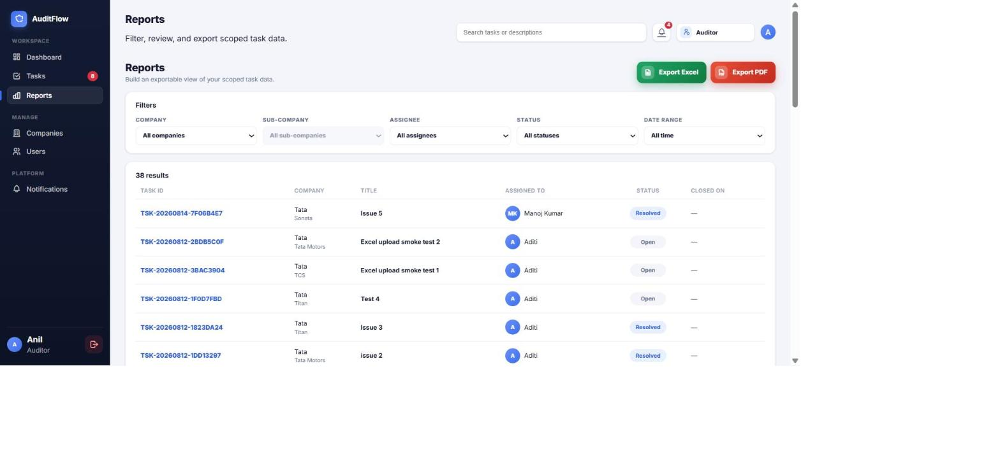 AuditFlow
WORKSPACE
Dashboard
Tasks 8
Reports
MANAGE
Companies
Users
PLATFORM
Notifications
A Anil
Auditor
Reports
Filter, review, and export scoped task data.
Search tasks or descriptions
4
Auditor
A
Reports
Build an exportable view of your scoped task data.
Export Excel
Export PDF
Filters
COMPANY SUB-COMPANY ASSIGNEE STATUS DATE RANGE
All companies All sub-companies All assignees All statuses All time
38 results
TASK ID COMPANY TITLE ASSIGNED TO STATUS CLOSED ON
TSK-20260814-7F06B4E7 Tata Issue 5 MK Manoj Kumar Resolved —
Sonata
TSK-20260812-2BDB5C0F Tata Excel upload smoke test 2 A Aditi Open —
Tata Motors
TSK-20260812-3BAC3904 Tata Excel upload smoke test 1 A Aditi Open —
TCS
TSK-20260812-1F0D7FBD Tata Test 4 A Aditi Open —
Titan
TSK-20260812-1823DA24 Tata Issue 3 A Aditi Resolved —
Titan
TSK-20260812-1DD13297 Tata issue 2 A Aditi Resolved —
Tata Motors